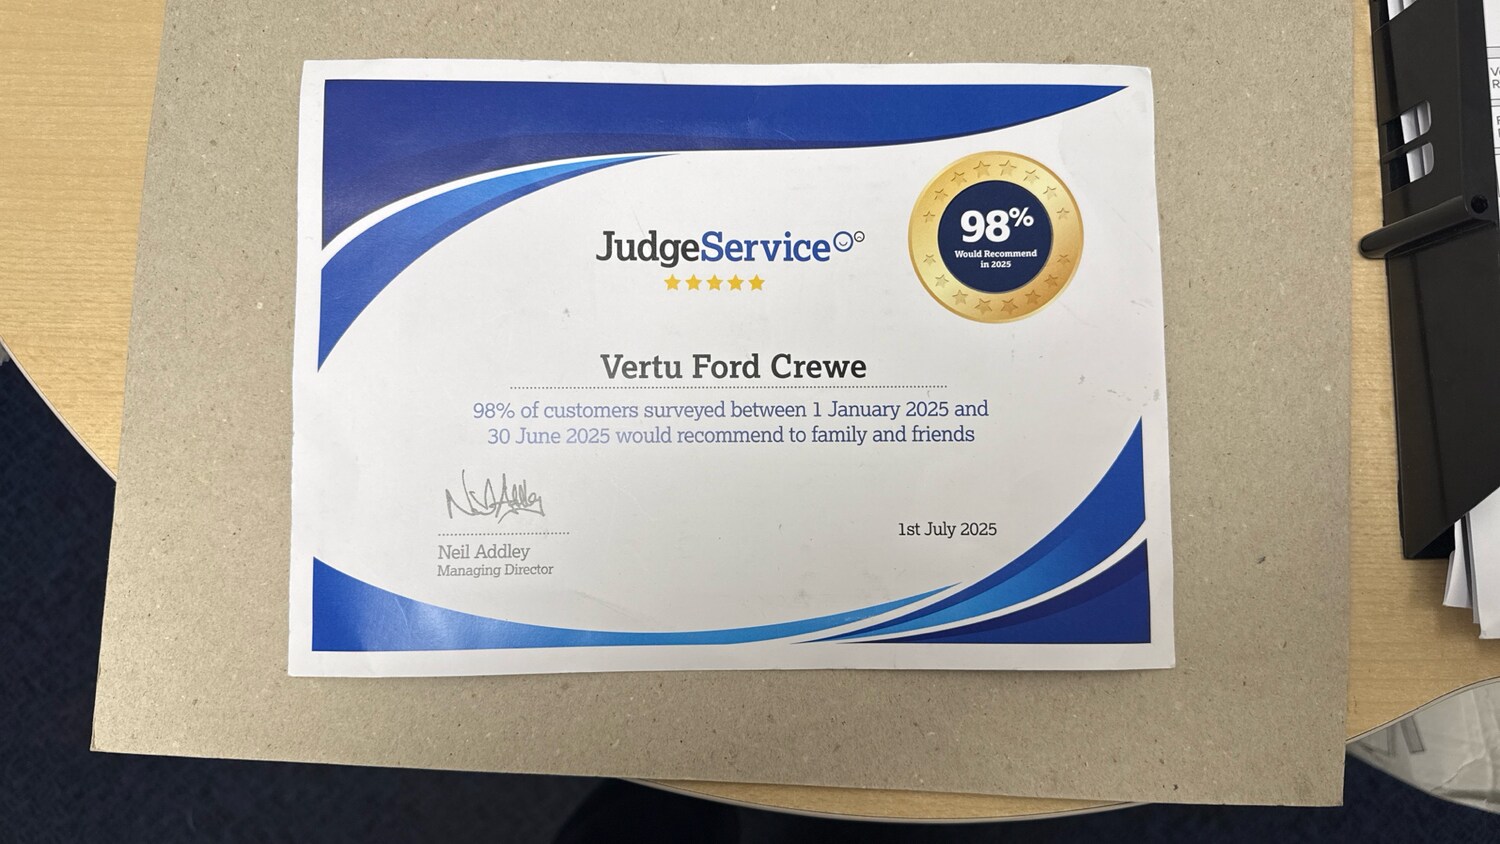 JudgeService
98%
Would Recommend
in 2025
Vertu Ford Crewe
98% of customers surveyed between 1 January 2025 and
30 June 2025 would recommend to family and friends
Neil Addley
Managing Director
1st July 2025